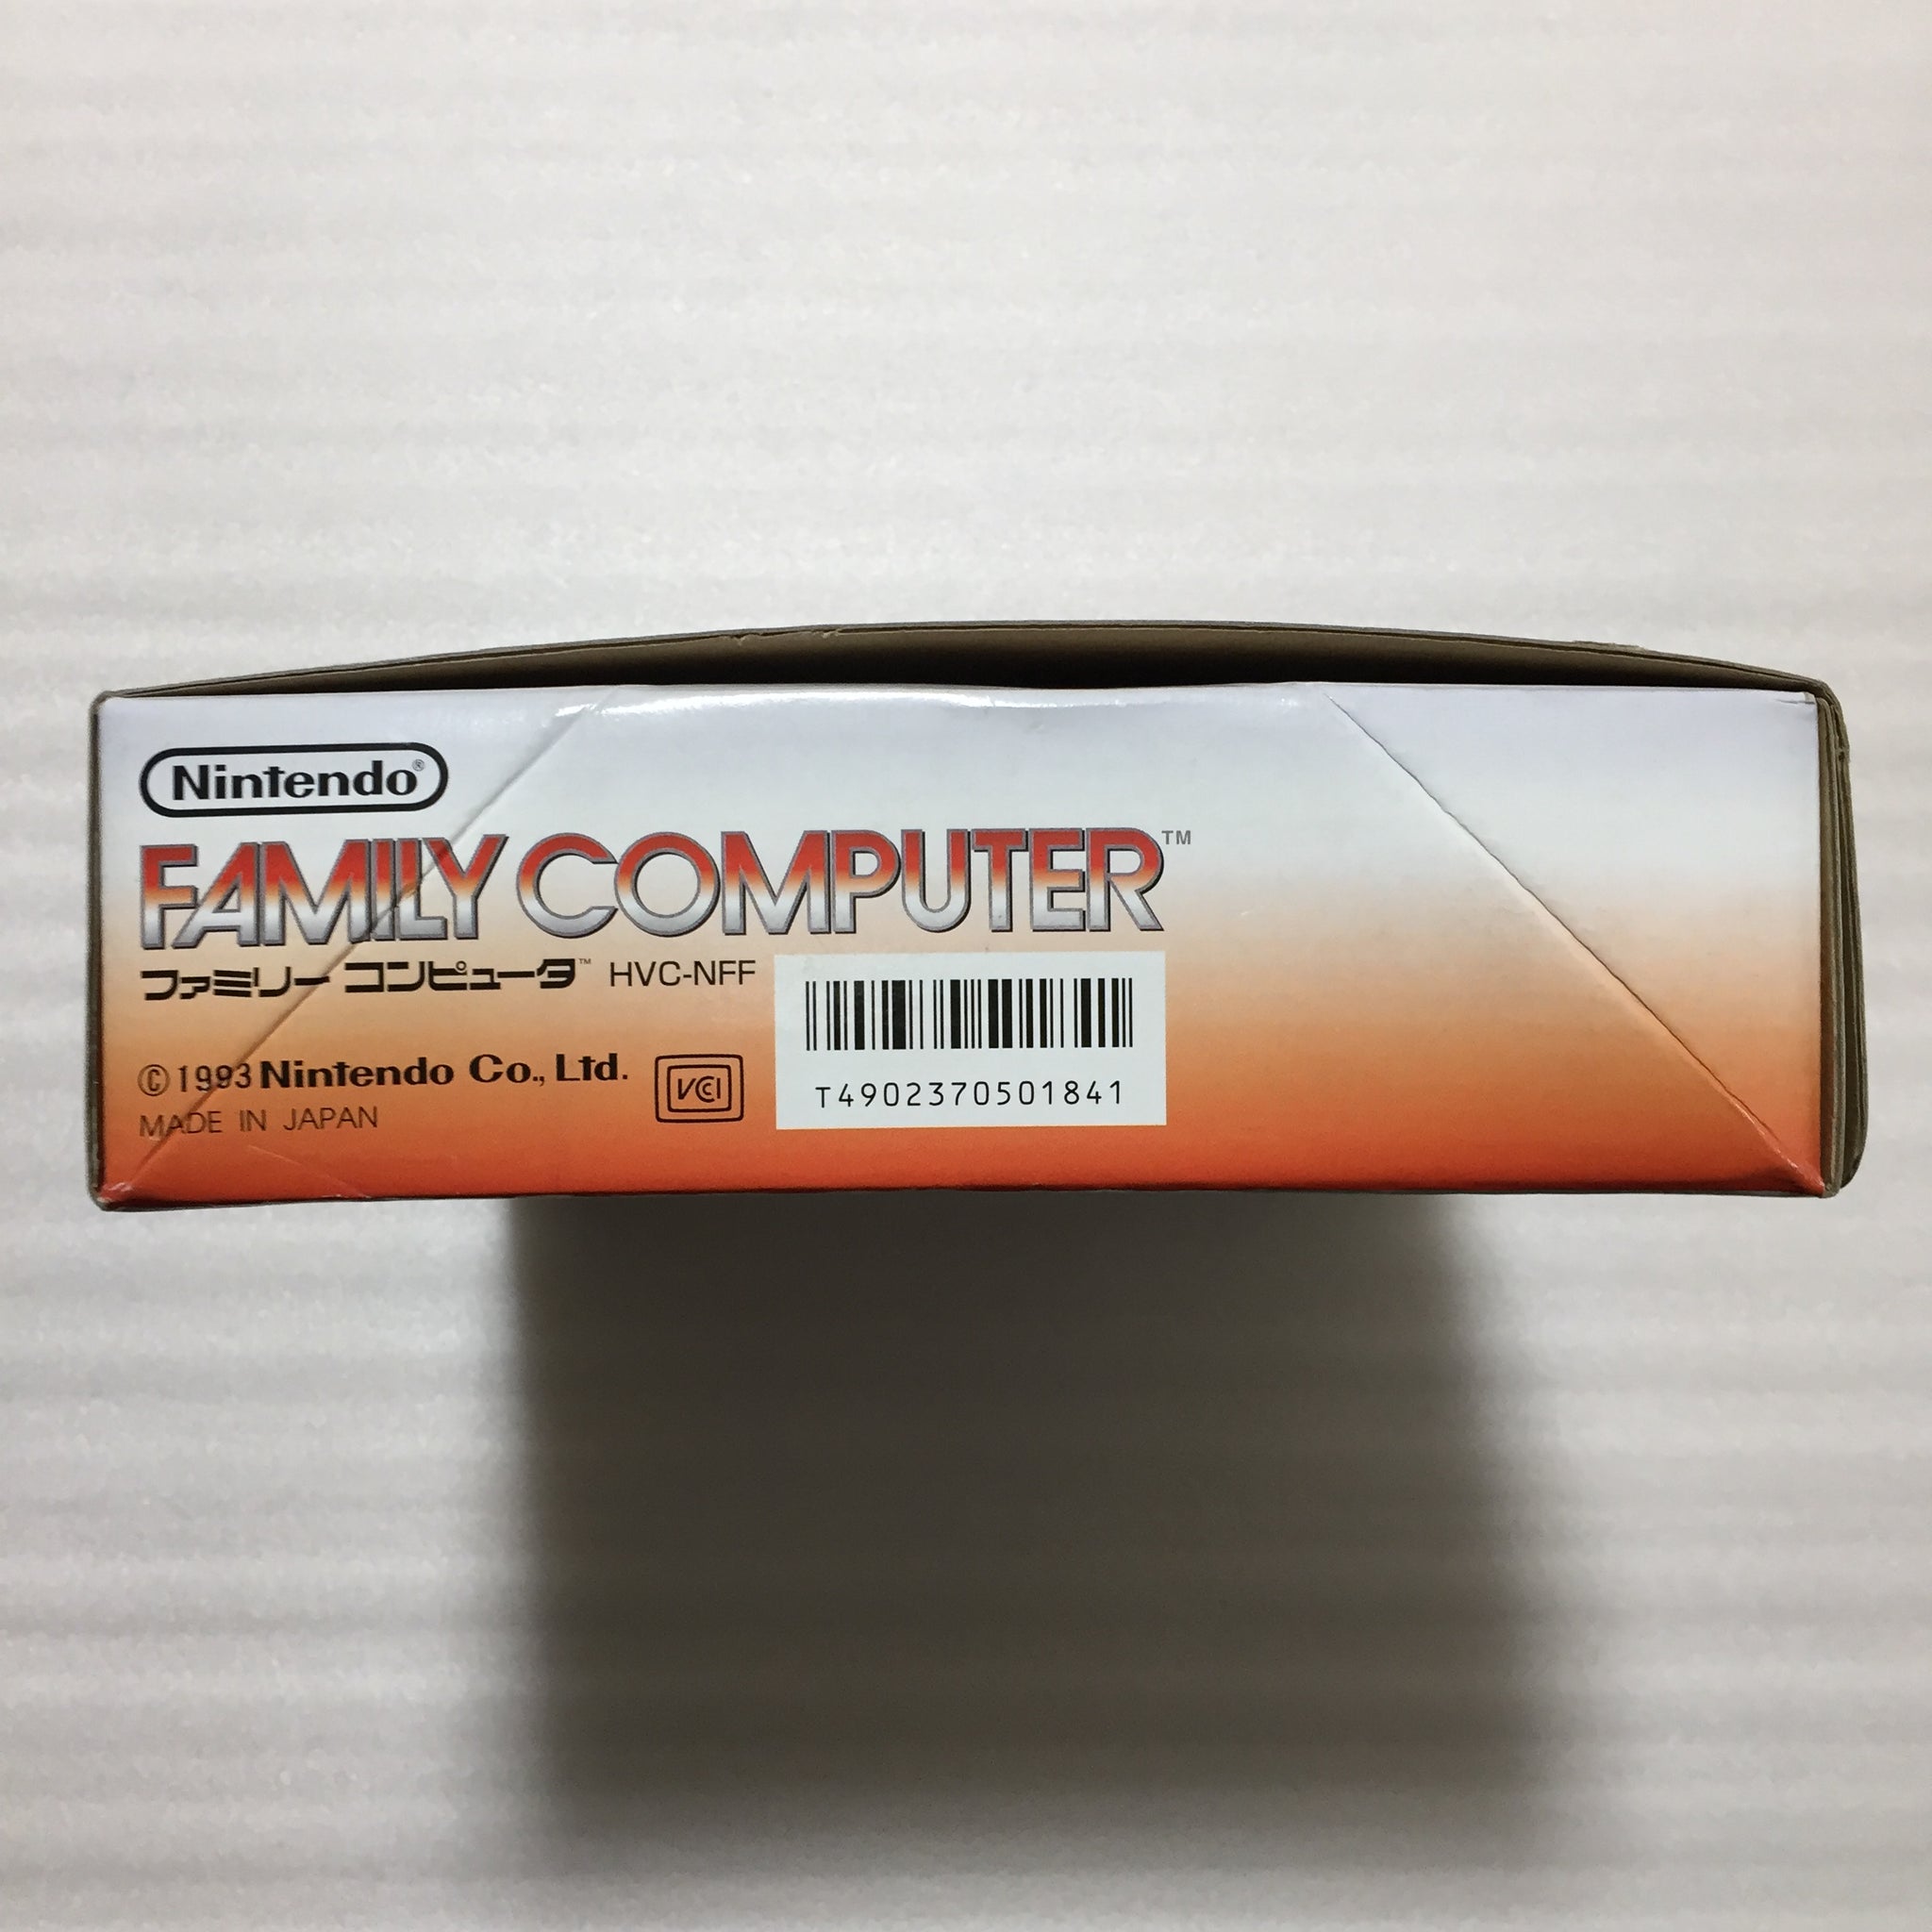 Nintendo®
FAMILY COMPUTER™
ファミリー コンピュータ™ HVC-NFF
©1993 Nintendo Co., Ltd.
VCCI
MADE IN JAPAN
T4902370501841